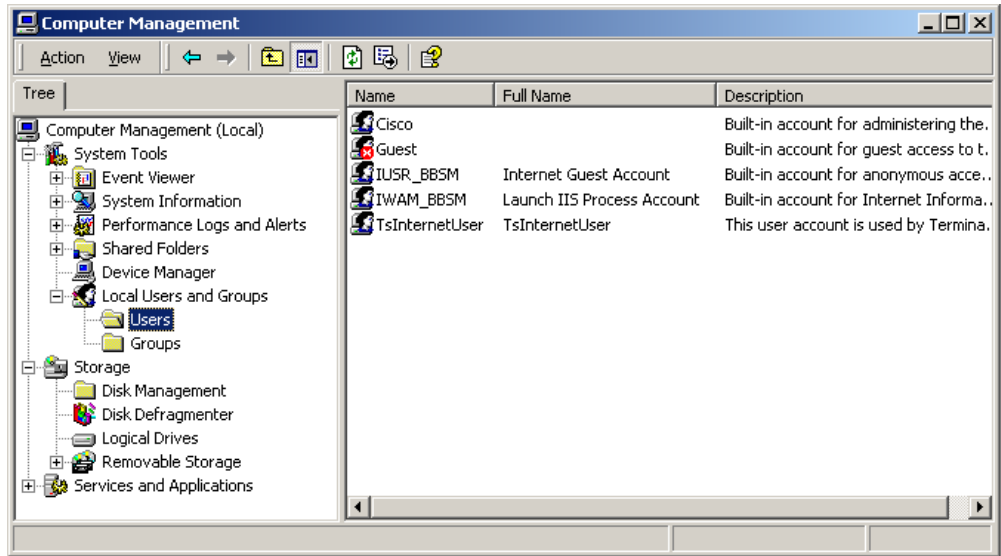 Computer Management
Action View
Tree
Computer Management (Local)
System Tools
Event Viewer
System Information
Performance Logs and Alerts
Shared Folders
Device Manager
Local Users and Groups
Users
Groups
Storage
Disk Management
Disk Defragmenter
Logical Drives
Removable Storage
Services and Applications
Name Full Name Description
Cisco Built-in account for administering the.
Guest Built-in account for guest access to t.
IUSR_BBSM Internet Guest Account Built-in account for anonymous acce..
IWAM_BBSM Launch IIS Process Account Built-in account for Internet Informa..
TsInternetUser TsInternetUser This user account is used by Termina.